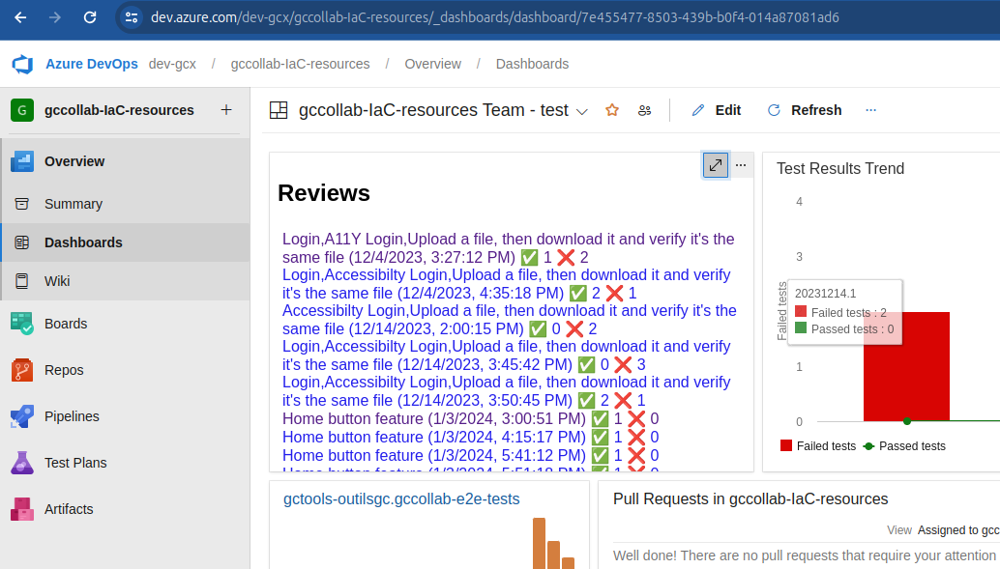 dev.azure.com/dev-gcx/gccollab-IaC-resources/_dashboards/dashboard/7e455477-8503-439b-b0f4-014a87081ad6
Azure DevOps dev-gcx / gccollab-IaC-resources / Overview / Dashboards
G gccollab-IaC-resources +
Overview
Summary
Dashboards
Wiki
Boards
Repos
Pipelines
Test Plans
Artifacts
gccollab-IaC-resources Team - test
Edit
Refresh
...
Reviews
...
Login,A11Y Login,Upload a file, then download it and verify it's the
same file (12/4/2023, 3:27:12 PM) ✅ 1 ❌ 2
Login,Accessibilty Login,Upload a file, then download it and verify
it's the same file (12/4/2023, 4:35:18 PM) ✅ 2 ❌ 1
Accessibilty Login,Upload a file, then download it and verify it's the
same file (12/14/2023, 2:00:15 PM) ✅ 0 ❌ 2
Login,Accessibilty Login,Upload a file, then download it and verify
it's the same file (12/14/2023, 3:45:42 PM) ✅ 0 ❌ 3
Login,Accessibilty Login,Upload a file, then download it and verify
it's the same file (12/14/2023, 3:50:45 PM) ✅ 2 ❌ 1
Home button feature (1/3/2024, 3:00:51 PM) ✅ 1 ❌ 0
Home button feature (1/3/2024, 4:15:17 PM) ✅ 1 ❌ 0
Home button feature (1/3/2024, 5:41:12 PM) ✅ 1 ❌ 0
Home button feature (1/3/2024, 5:51:18 PM) ✅ 1 ❌ 0
Test Results Trend
4
3
1
0
Failed tests
20231214.1
Failed tests : 2
Passed tests : 0
Failed tests Passed tests
gctools-outilsgc.gccollab-e2e-tests
Pull Requests in gccollab-IaC-resources
View Assigned to gcc
Well done! There are no pull requests that require your attention